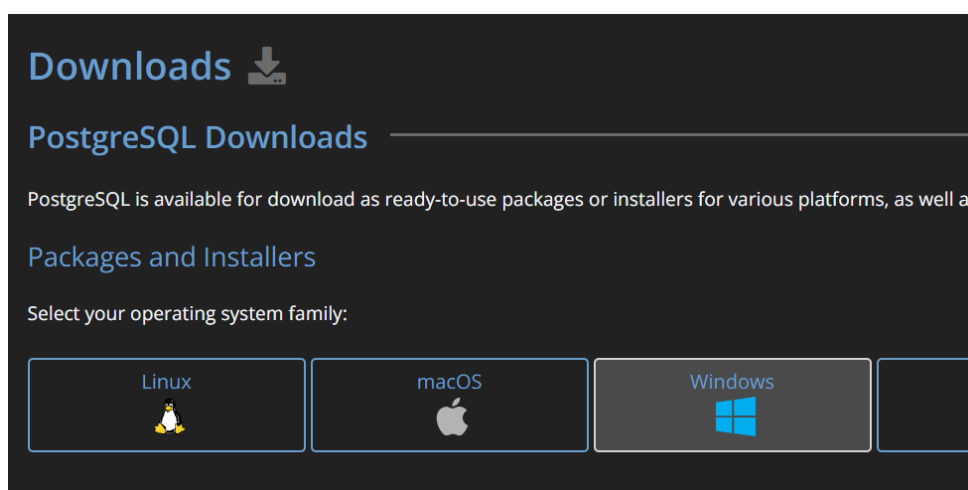 Downloads
PostgreSQL Downloads
PostgreSQL is available for download as ready-to-use packages or installers for various platforms, as well a
Packages and Installers
Select your operating system family:
Linux
macOS
Windows